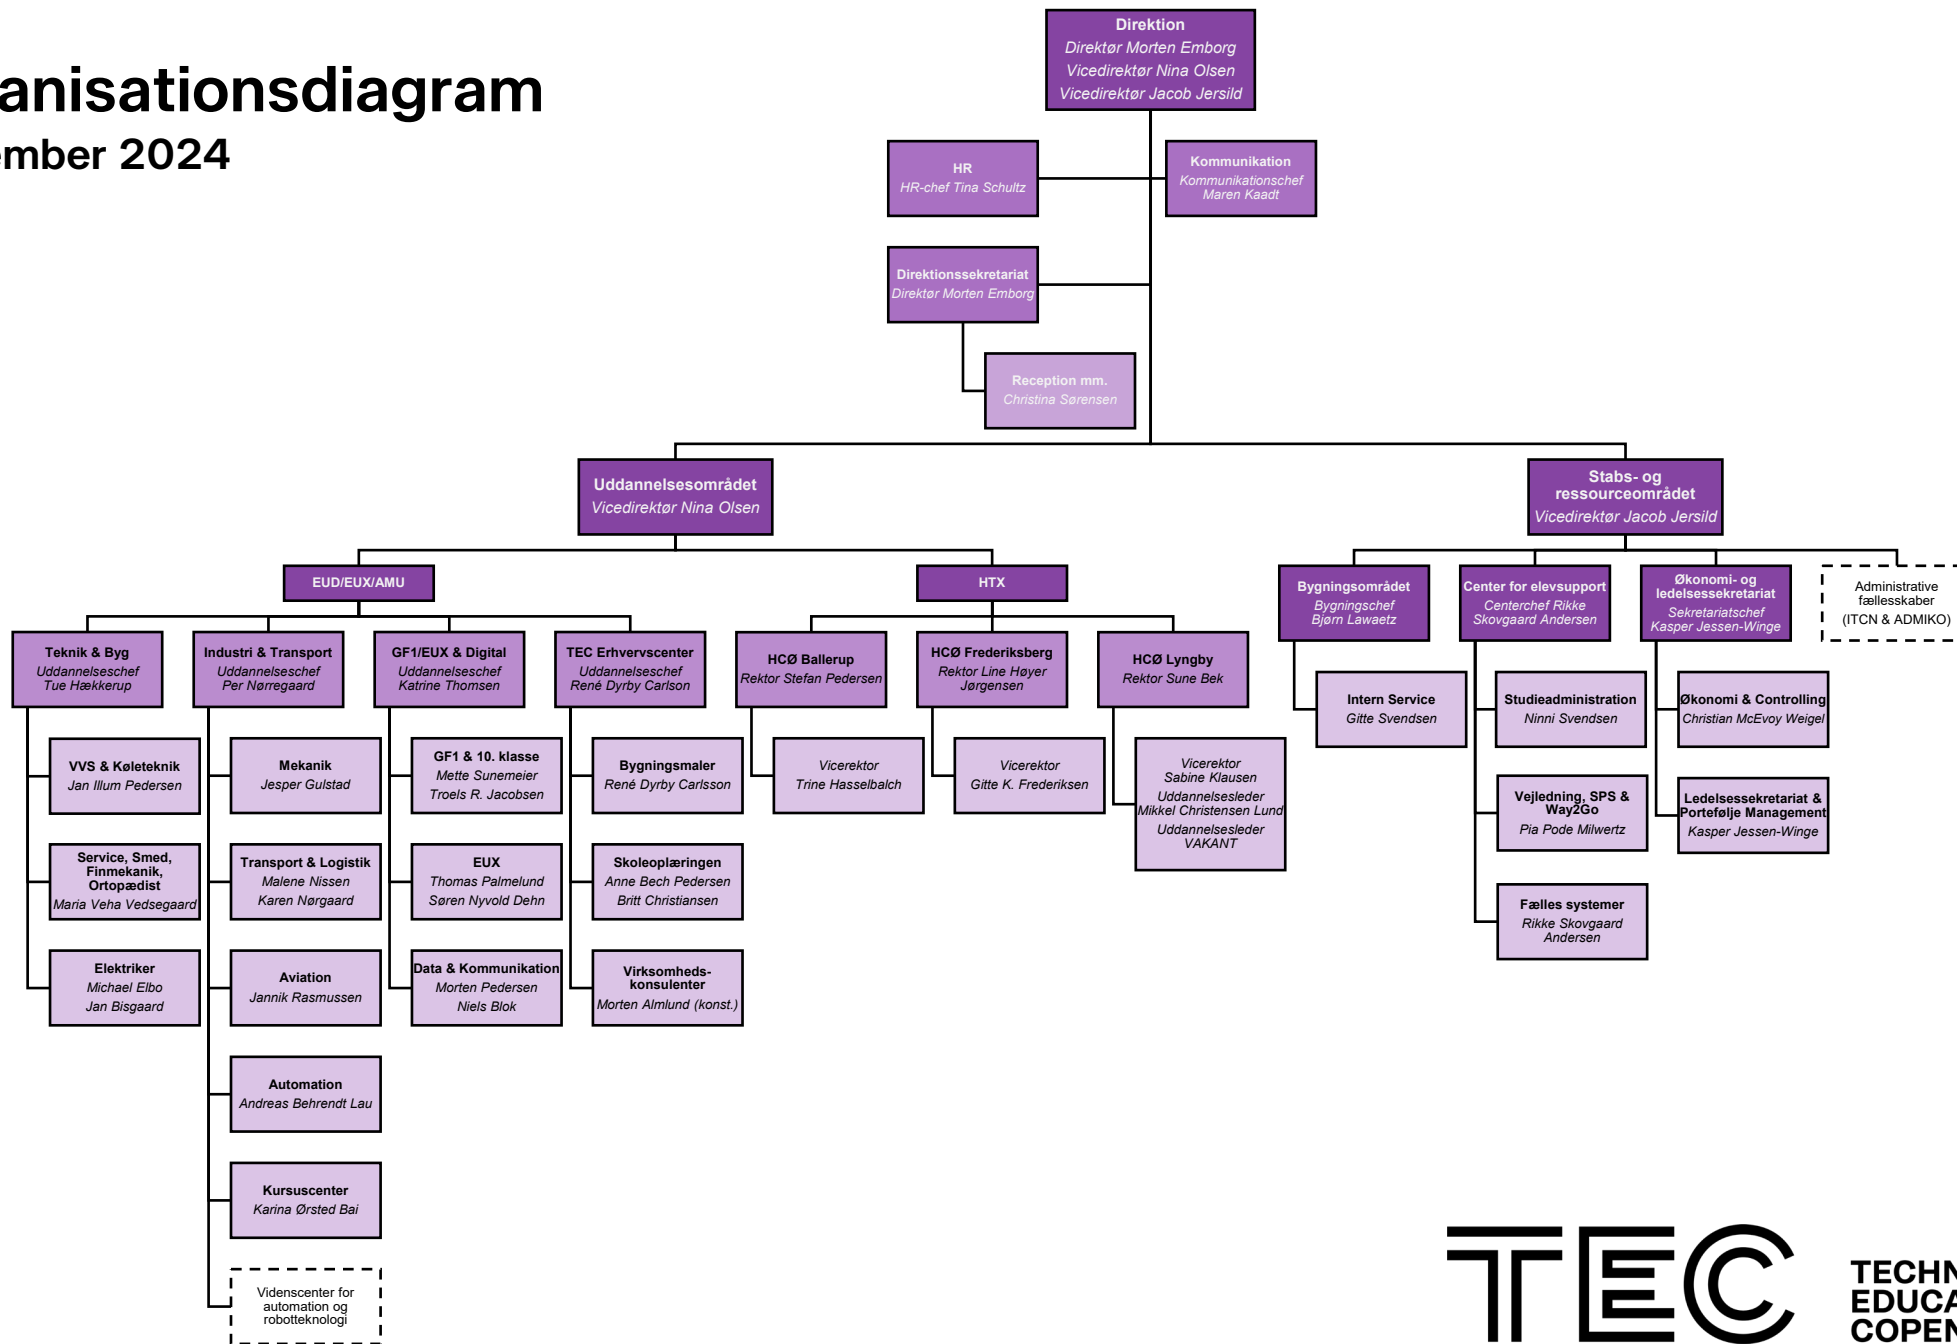 anisationsdiagram
ember 2024
Direktion
Direktør Morten Emborg
Vicedirektør Nina Olsen
Vicedirektør Jacob Jersild
HR
HR-chef Tina Schultz
Kommunikation
Kommunikationschef
Maren Kaadt
Direktionssekretariat
Direktør Morten Emborg
Reception mm.
Christina Sørensen
Uddannelsesområdet
Vicedirektør Nina Olsen
Stabs- og
ressourceområdet
Vicedirektør Jacob Jersild
EUD/EUX/AMU
HTX
Bygningsområdet
Bygningschef
Bjørn Lawaetz
Center for elevsupport
Centerchef Rikke
Skovgaard Andersen
Økonomi- og
ledelsessekretariat
Sekretariatschef
Kasper Jessen-Winge
Administrative
fællesskaber
(ITCN & ADMIKO)
Teknik & Byg
Uddannelseschef
Tue Hækkerup
Industri & Transport
Uddannelseschef
Per Nørregaard
GF1/EUX & Digital
Uddannelseschef
Katrine Thomsen
TEC Erhvervscenter
Uddannelseschef
René Dyrby Carlson
HCØ Ballerup
Rektor Stefan Pedersen
HCØ Frederiksberg
Rektor Line Høyer
Jørgensen
HCØ Lyngby
Rektor Sune Bek
Intern Service
Gitte Svendsen
Studieadministration
Ninni Svendsen
Økonomi & Controlling
Christian McEvoy Weigel
VVS & Køleteknik
Jan Illum Pedersen
Mekanik
Jesper Gulstad
GF1 & 10. klasse
Mette Sunemeier
Troels R. Jacobsen
Bygningsmaler
René Dyrby Carlsson
Vicerektor
Trine Hasselbalch
Vicerektor
Gitte K. Frederiksen
Vicerektor
Sabine Klausen
Uddannelsesleder
Mikkel Christensen Lund
Uddannelsesleder
VAKANT
Vejledning, SPS &
Way2Go
Pia Pode Milwertz
Ledelsessekretariat &
Portefølje Management
Kasper Jessen-Winge
Service, Smed,
Finmekanik,
Ortopædist
Maria Veha Vedsegaard
Transport & Logistik
Malene Nissen
Karen Nørgaard
EUX
Thomas Palmelund
Søren Nyvold Dehn
Skoleoplæringen
Anne Bech Pedersen
Britt Christiansen
Fælles systemer
Rikke Skovgaard
Andersen
Elektriker
Michael Elbo
Jan Bisgaard
Aviation
Jannik Rasmussen
Data & Kommunikation
Morten Pedersen
Niels Blok
Virksomheds-
konsulenter
Morten Almlund (konst.)
Automation
Andreas Behrendt Lau
Kursuscenter
Karina Ørsted Bai
Videnscenter for
automation og
robotteknologi
TEC
TECHN
EDUCA
COPEN